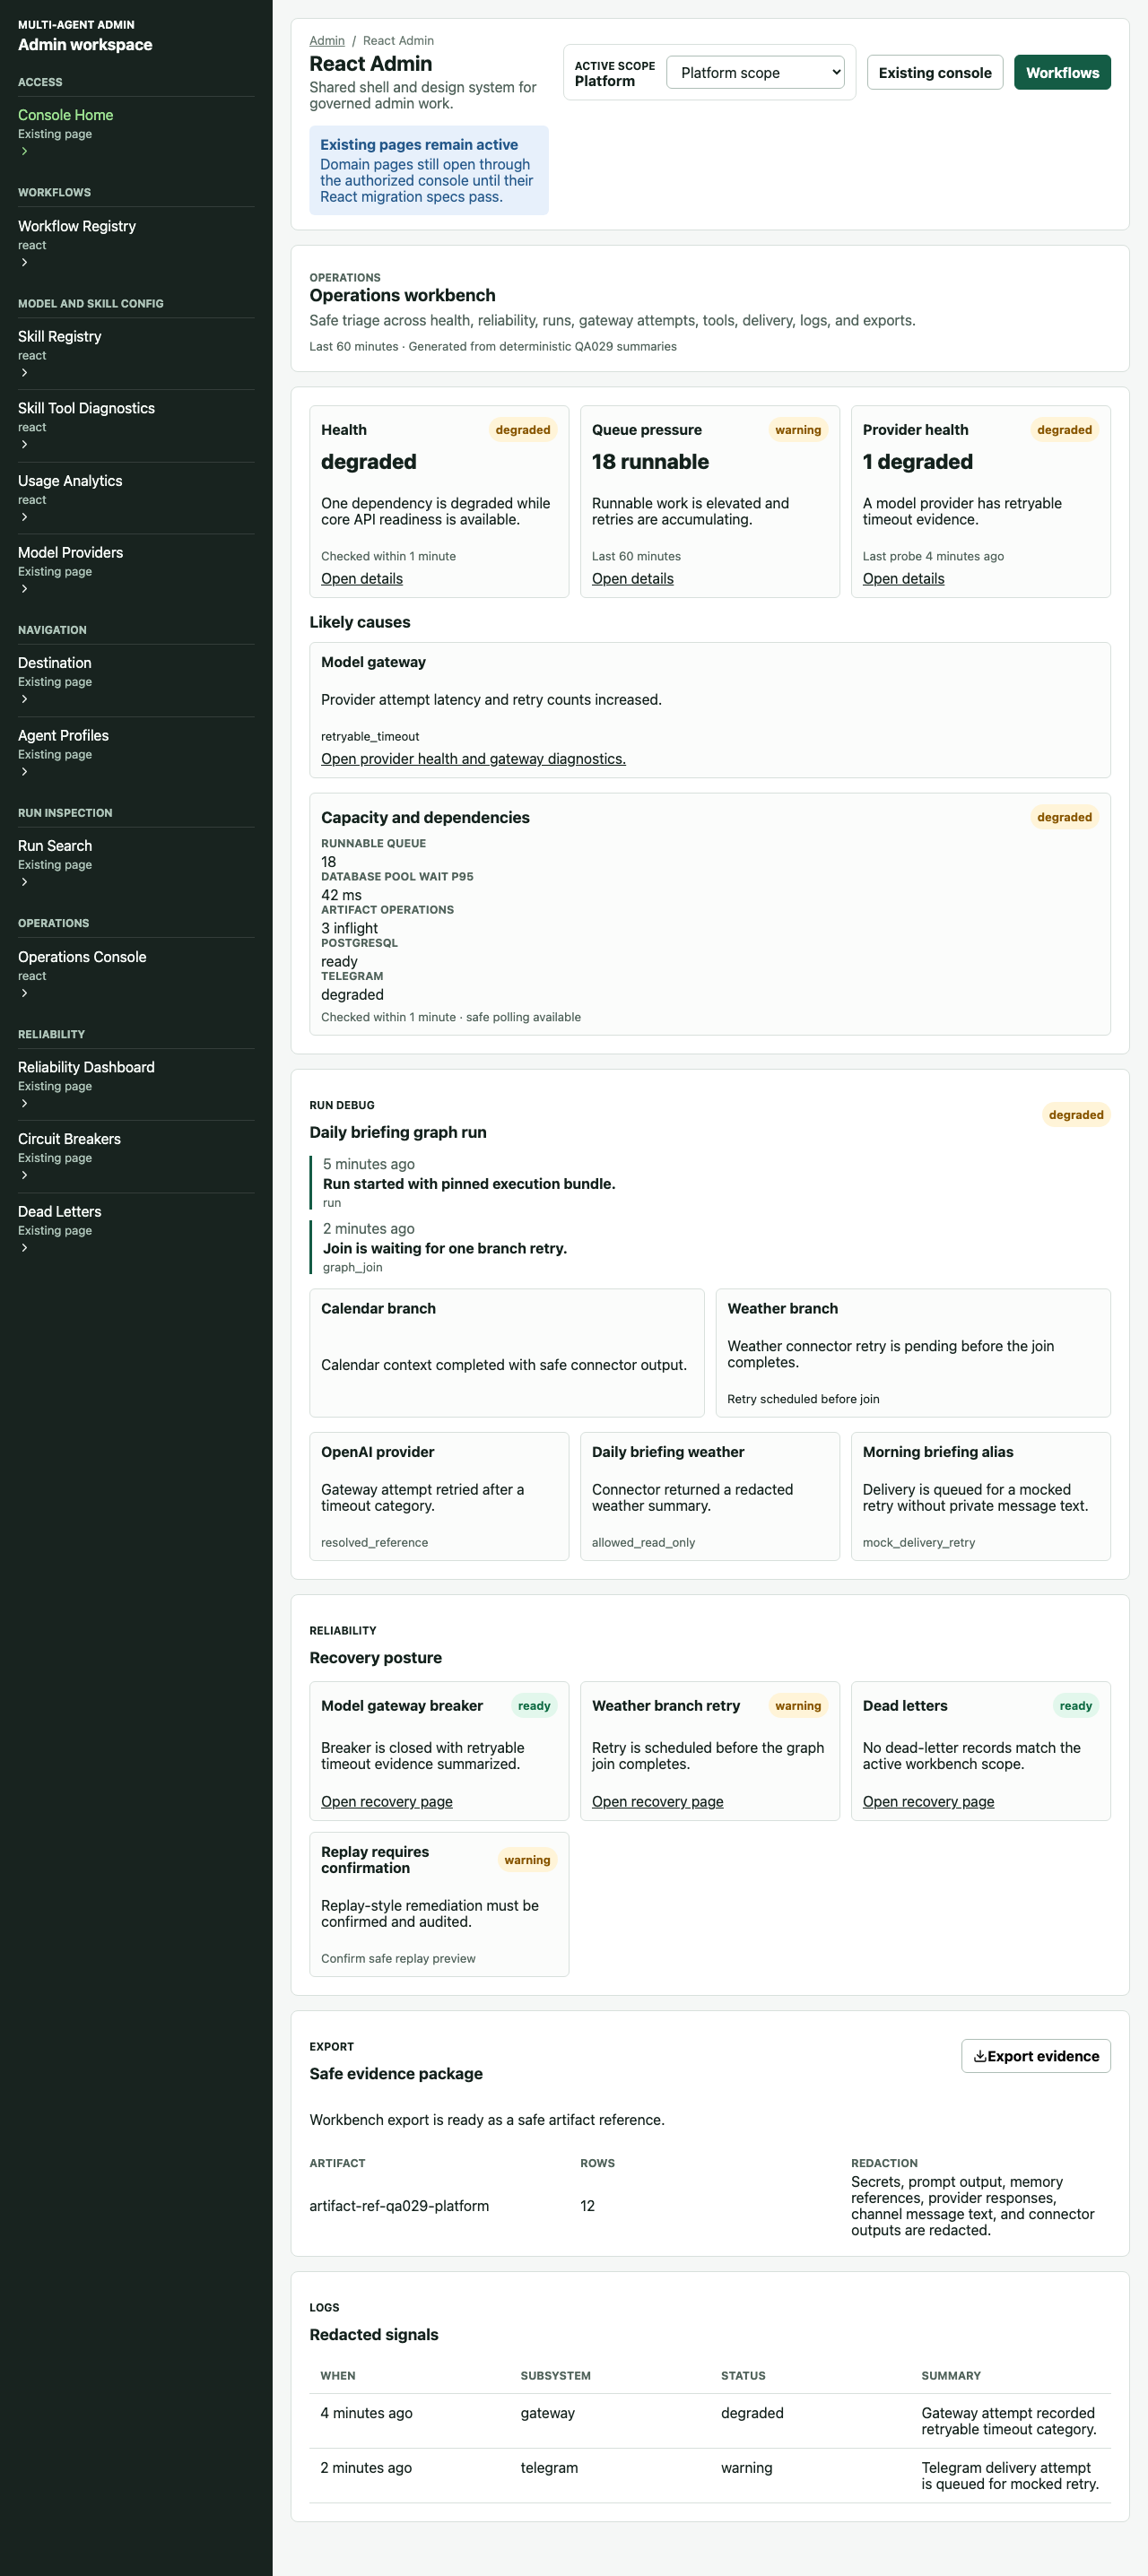 MULTI-AGENT ADMIN
Admin workspace
ACCESS
Console Home
Existing page
WORKFLOWS
Workflow Registry
react
MODEL AND SKILL CONFIG
Skill Registry
react
Skill Tool Diagnostics
react
Usage Analytics
react
Model Providers
Existing page
NAVIGATION
Destination
Existing page
Agent Profiles
Existing page
RUN INSPECTION
Run Search
Existing page
OPERATIONS
Operations Console
react
RELIABILITY
Reliability Dashboard
Existing page
Circuit Breakers
Existing page
Dead Letters
Existing page
Admin / React Admin
React Admin
Shared shell and design system for
governed admin work.
ACTIVE SCOPE
Platform
Platform scope
Existing console
Workflows
Existing pages remain active
Domain pages still open through
the authorized console until their
React migration specs pass.
OPERATIONS
Operations workbench
Safe triage across health, reliability, runs, gateway attempts, tools, delivery, logs, and exports.
Last 60 minutes · Generated from deterministic QA029 summaries
Health
degraded
degraded
One dependency is degraded while
core API readiness is available.
Checked within 1 minute
Open details
Queue pressure
warning
18 runnable
Runnable work is elevated and
retries are accumulating.
Last 60 minutes
Open details
Provider health
degraded
1 degraded
A model provider has retryable
timeout evidence.
Last probe 4 minutes ago
Open details
Likely causes
Model gateway
Provider attempt latency and retry counts increased.
retryable_timeout
Open provider health and gateway diagnostics.
Capacity and dependencies
degraded
RUNNABLE QUEUE
18
DATABASE POOL WAIT P95
42 ms
ARTIFACT OPERATIONS
3 inflight
POSTGRESQL
ready
TELEGRAM
degraded
Checked within 1 minute · safe polling available
RUN DEBUG
Daily briefing graph run
degraded
5 minutes ago
Run started with pinned execution bundle.
run
2 minutes ago
Join is waiting for one branch retry.
graph_join
Calendar branch
Calendar context completed with safe connector output.
Weather branch
Weather connector retry is pending before the join
completes.
Retry scheduled before join
OpenAI provider
Gateway attempt retried after a
timeout category.
resolved_reference
Daily briefing weather
Connector returned a redacted
weather summary.
allowed_read_only
Morning briefing alias
Delivery is queued for a mocked
retry without private message text.
mock_delivery_retry
RELIABILITY
Recovery posture
Model gateway breaker
ready
Breaker is closed with retryable
timeout evidence summarized.
Open recovery page
Weather branch retry
warning
Retry is scheduled before the graph
join completes.
Open recovery page
Dead letters
ready
No dead-letter records match the
active workbench scope.
Open recovery page
Replay requires
confirmation
warning
Replay-style remediation must be
confirmed and audited.
Confirm safe replay preview
EXPORT
Safe evidence package
Export evidence
Workbench export is ready as a safe artifact reference.
ARTIFACT
artifact-ref-qa029-platform
ROWS
12
REDACTION
Secrets, prompt output, memory
references, provider responses,
channel message text, and connector
outputs are redacted.
LOGS
Redacted signals
WHEN SUBSYSTEM STATUS SUMMARY
4 minutes ago gateway degraded Gateway attempt recorded
retryable timeout category.
2 minutes ago telegram warning Telegram delivery attempt
is queued for mocked retry.